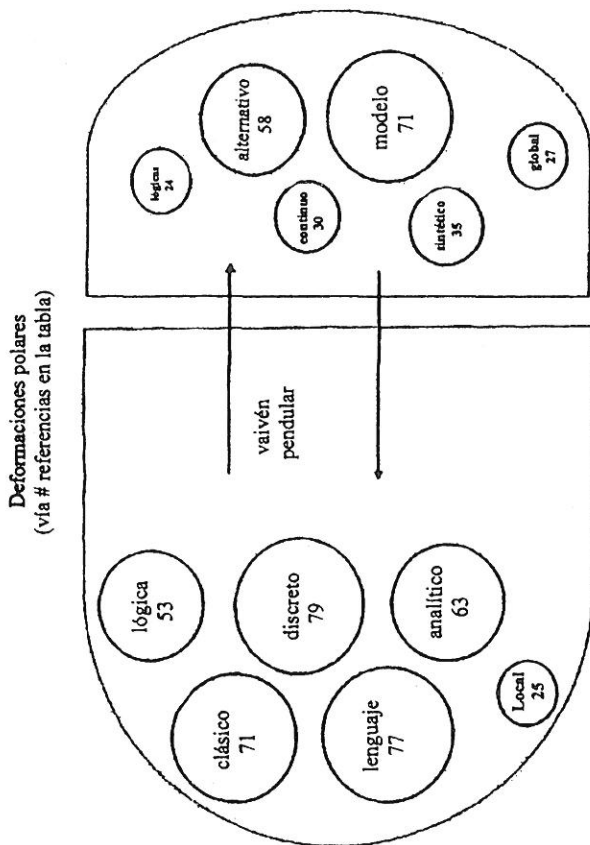 Deformaciones polares
(vía # referencias en la tabla)
lógica
53
clásico
71
discreto
79
lenguaje
77
analítico
63
Local
25
vaivén
pendular
lógicas
24
alternativo
58
continuo
30
modelo
71
sintético
35
global
27